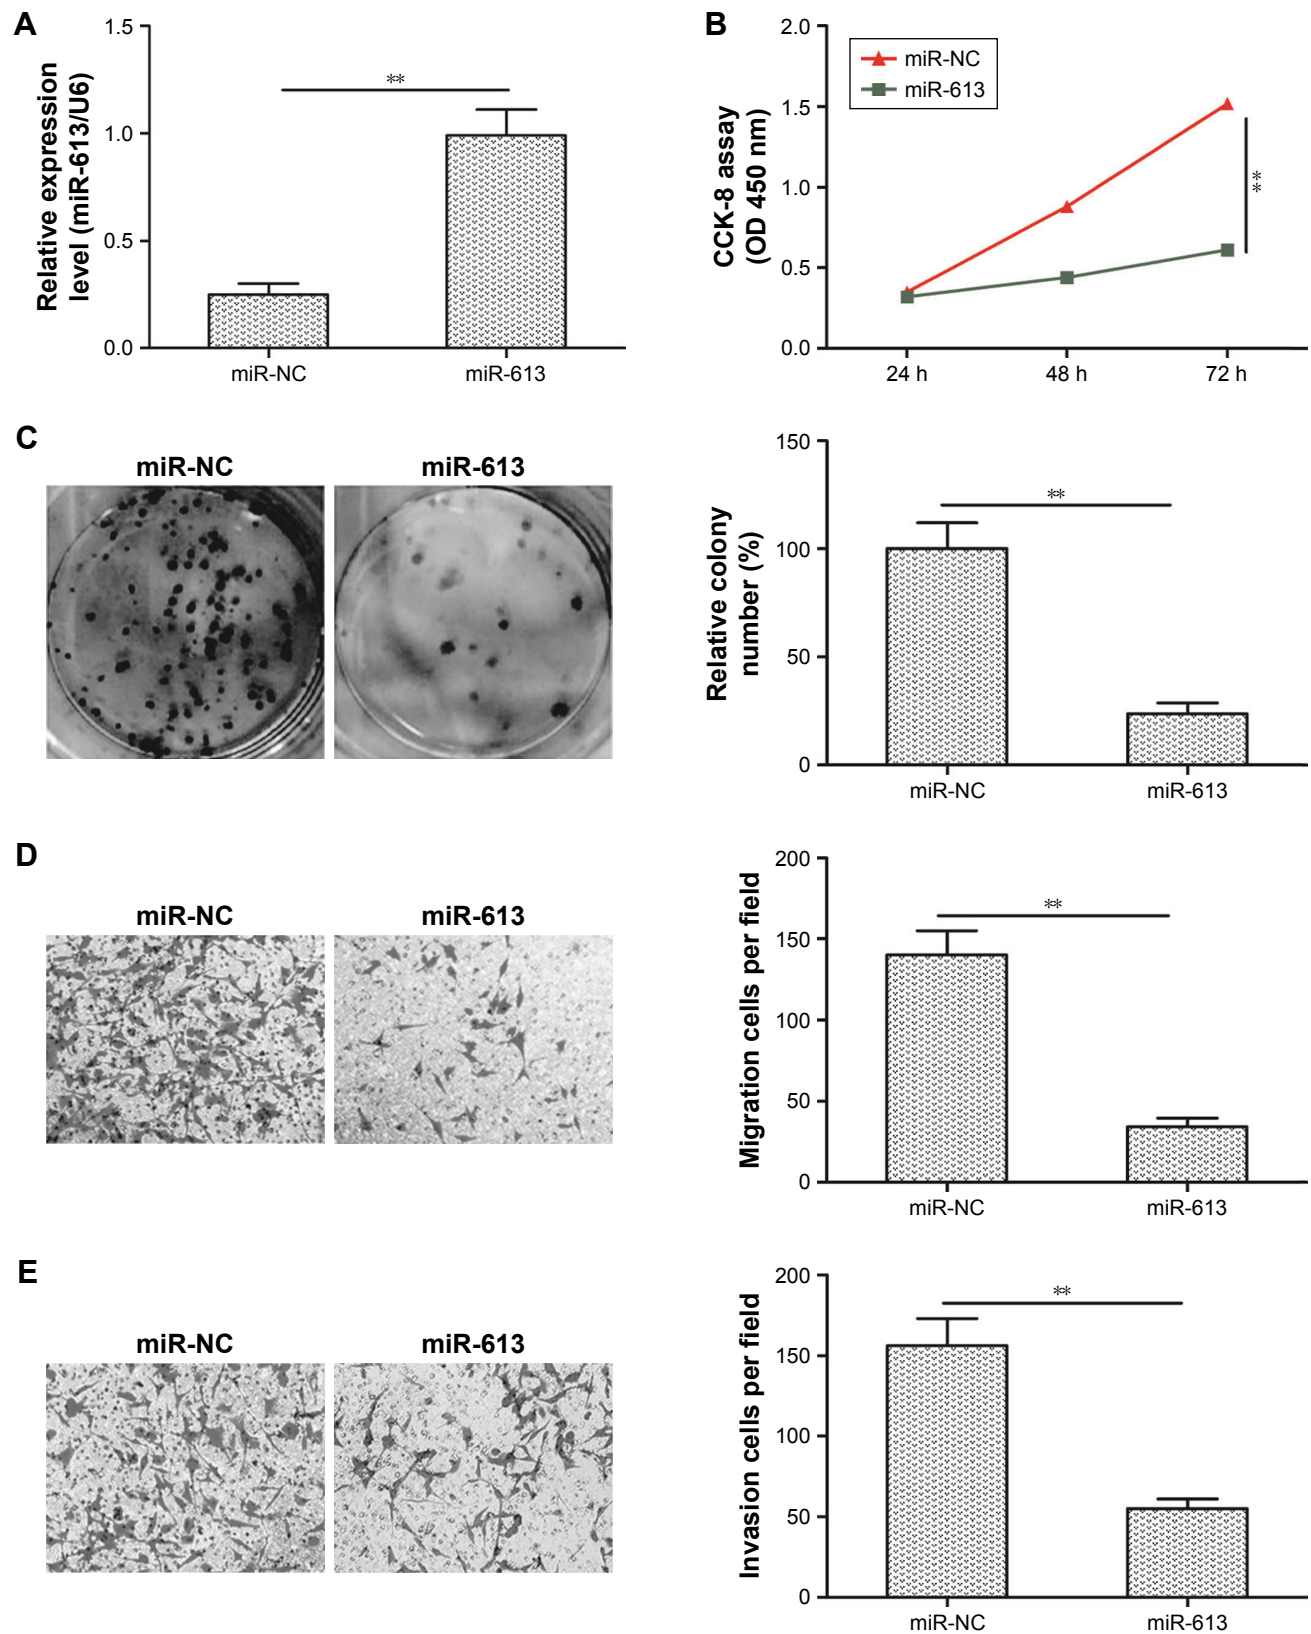 A
1.5
1.0
0.5
0.0
Relative expression
level (miR-613/U6)
**
miR-NC
miR-613
B
2.0
1.5
1.0
0.5
0.0
CCK-8 assay
(OD 450 nm)
miR-NC
miR-613
**
24 h
48 h
72 h
C
miR-NC
miR-613
150
100
50
0
Relative colony
number (%)
**
miR-NC
miR-613
D
miR-NC
miR-613
200
150
100
50
0
Migration cells per field
**
miR-NC
miR-613
E
miR-NC
miR-613
200
150
100
50
0
Invasion cells per field
**
miR-NC
miR-613